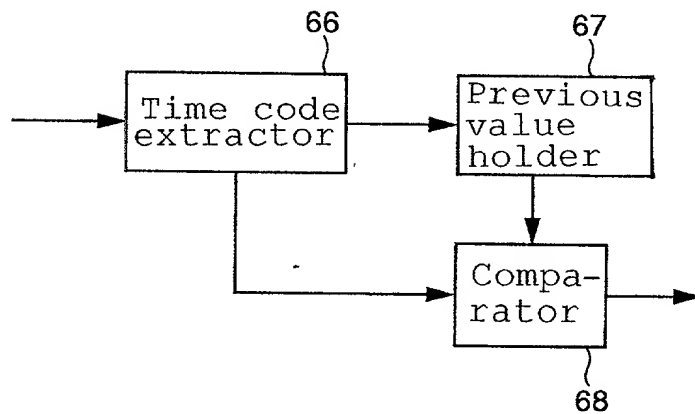 66
67
Time code
extractor
Previous
value
holder
Compa-
rator
68